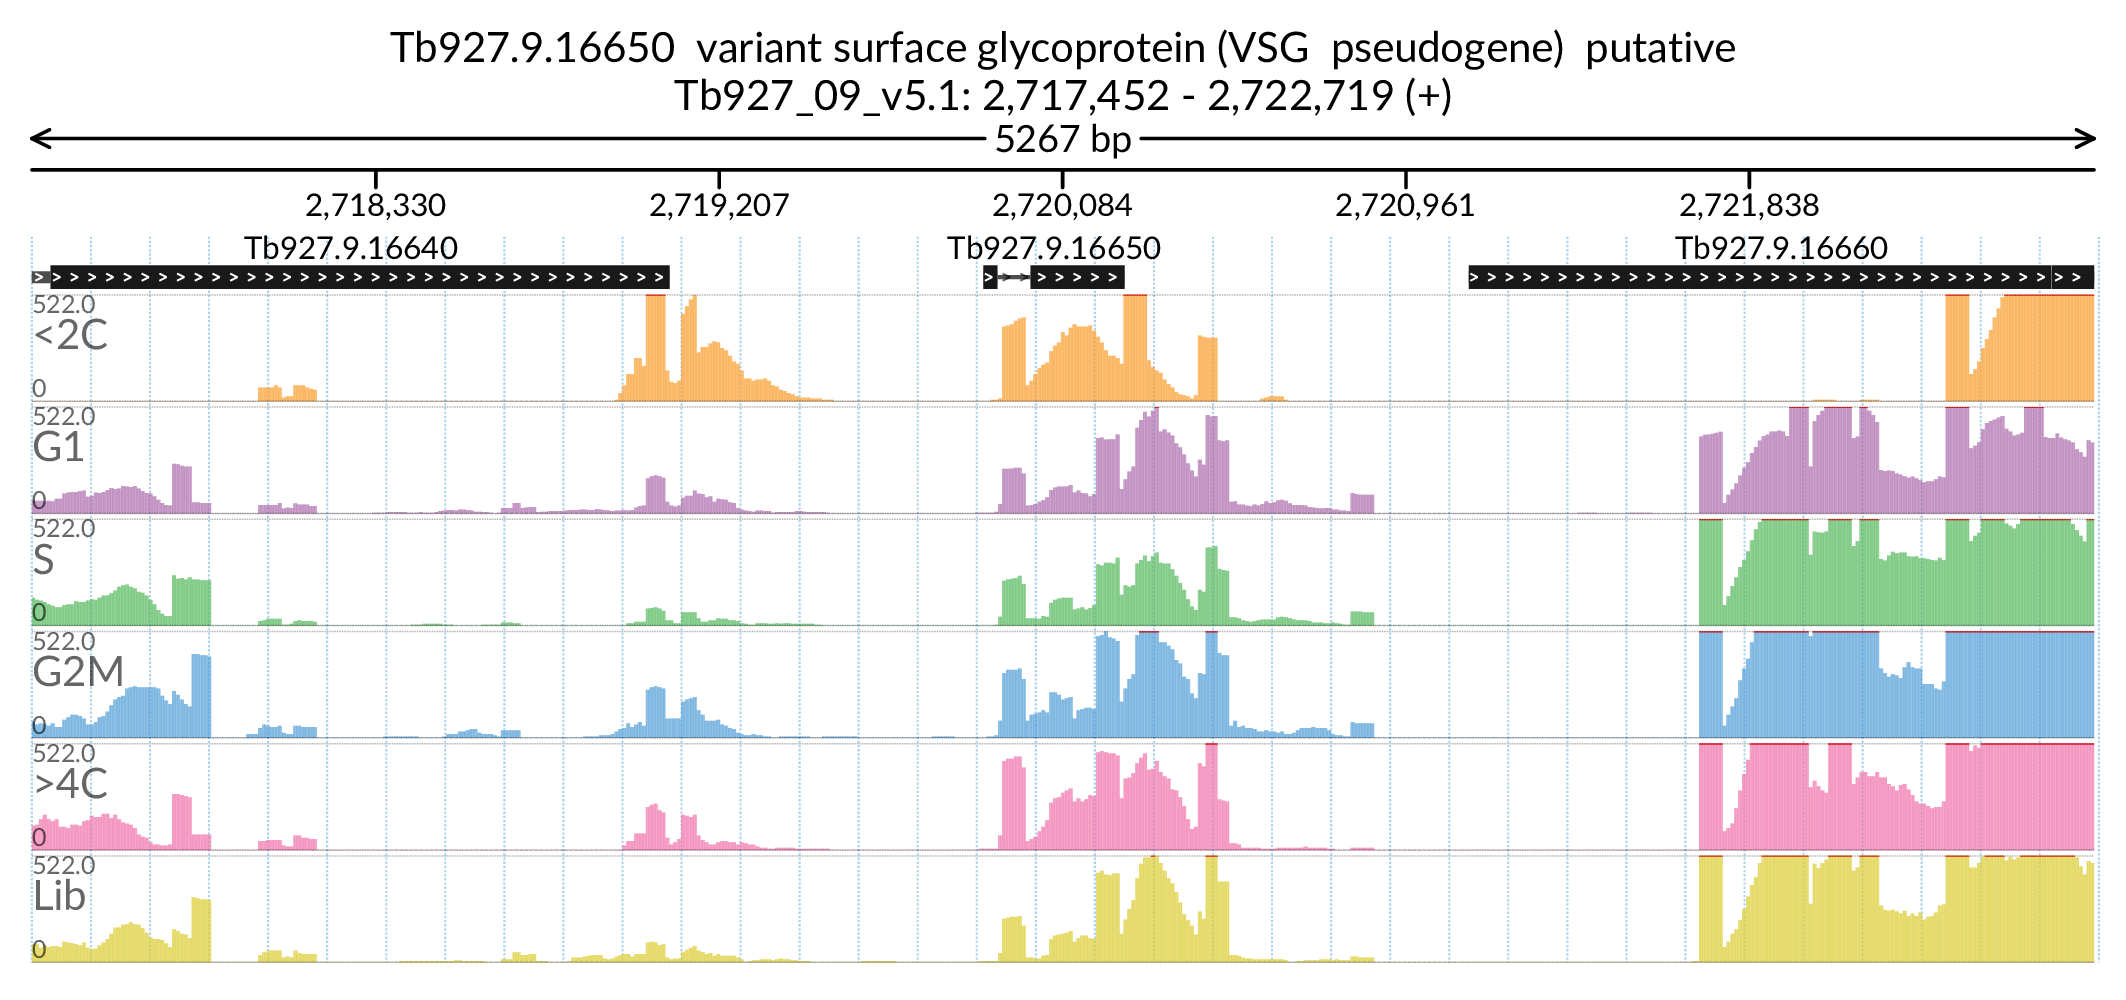 Tb927.9.16650  variant surface glycoprotein (VSG  pseudogene)  putative
Tb927_09_v5.1: 2,717,452 - 2,722,719 (+)
5267 bp
2,718,330 2,719,207 2,720,084 2,720,961 2,721,838
Tb927.9.16640 Tb927.9.16650 Tb927.9.16660
522.0
<2C
0
522.0
G1
0
522.0
S
0
522.0
G2M
0
522.0
>4C
0
522.0
Lib
0